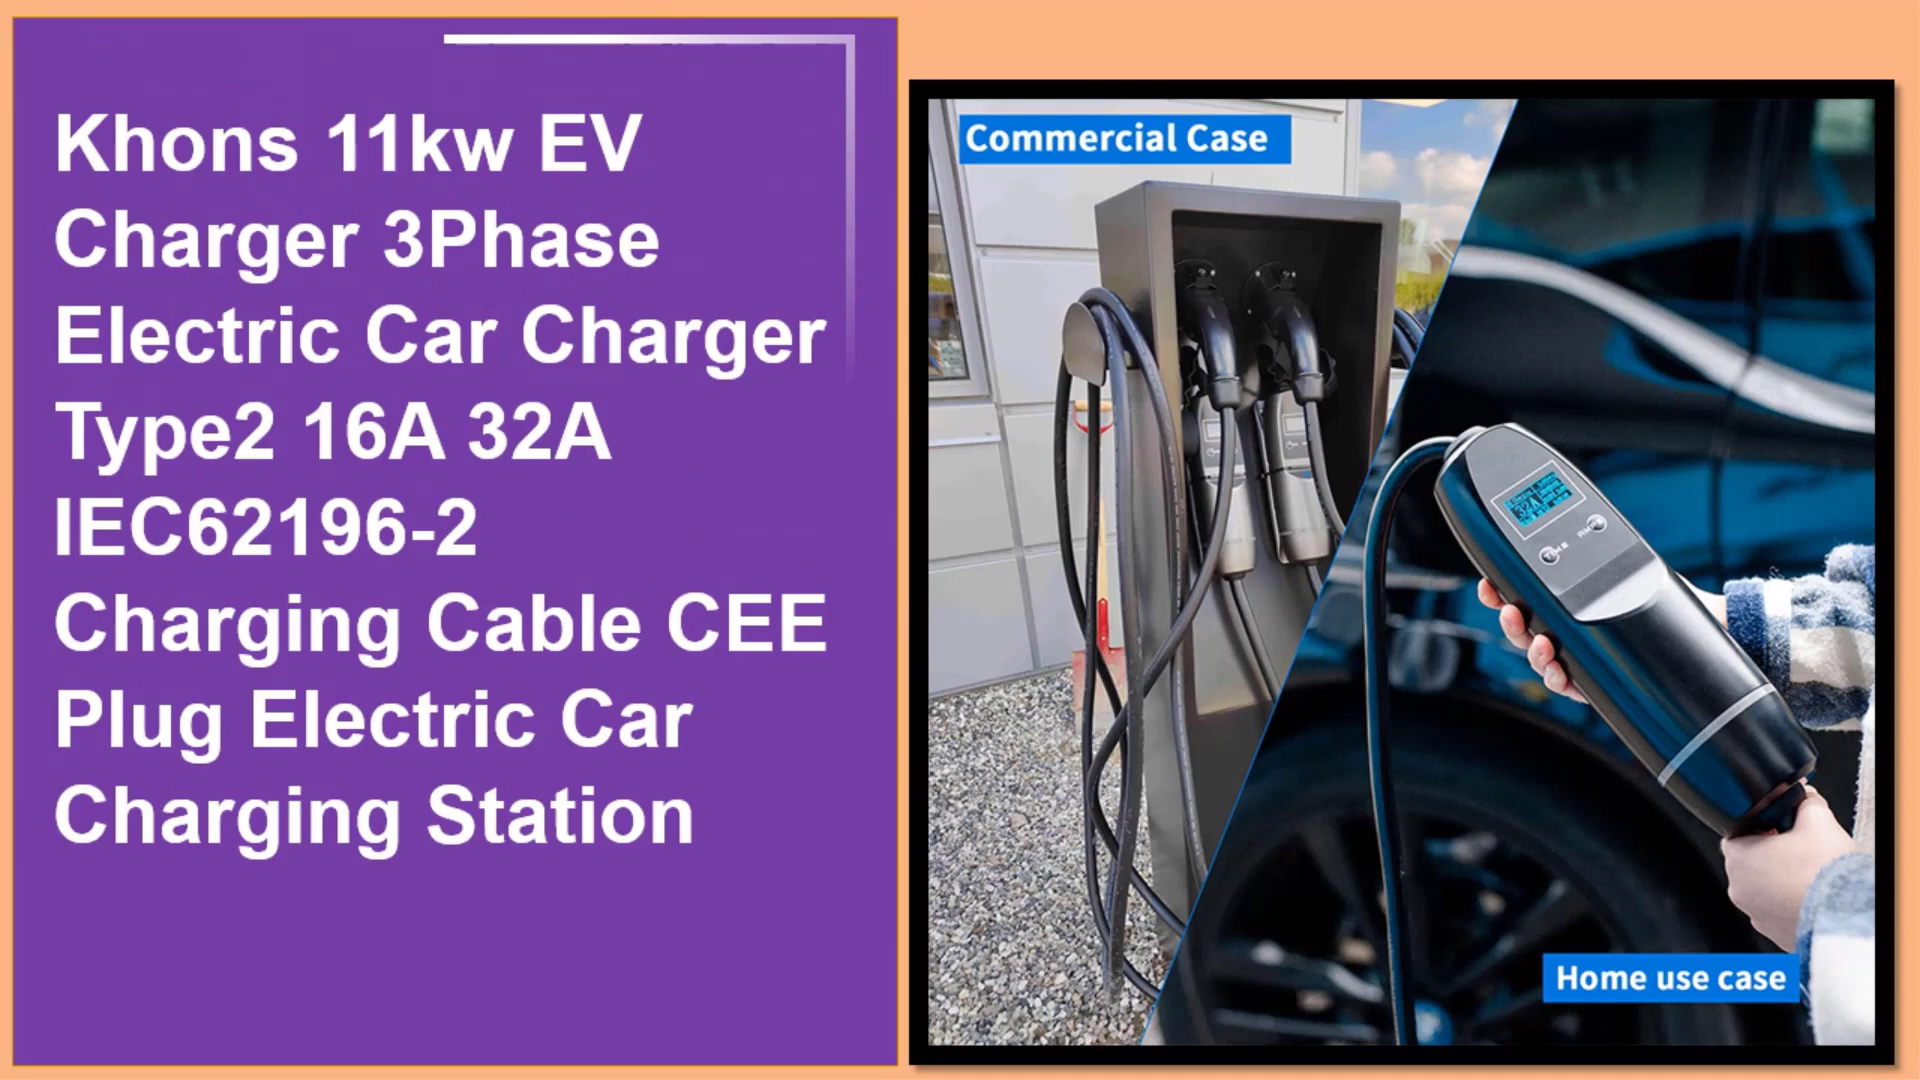 Khons 11kw EV
Charger 3Phase
Electric Car Charger
Type2 16A 32A
IEC62196-2
Charging Cable CEE
Plug Electric Car
Charging Station
Commercial Case
32A
Home use case